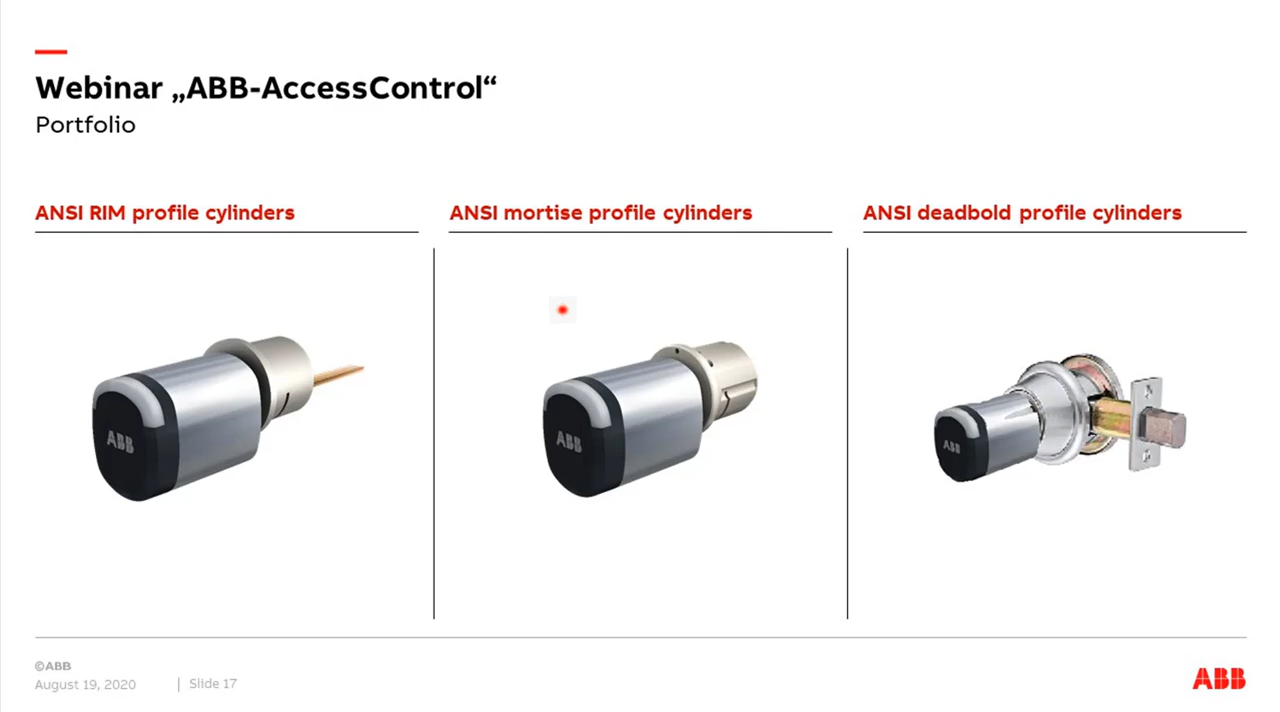 Webinar „ABB-AccessControl“
Portfolio
ANSI RIM profile cylinders
ANSI mortise profile cylinders
ANSI deadbold profile cylinders
ABB
ABB
ABB
©ABB
August 19, 2020 | Slide 17
ABB